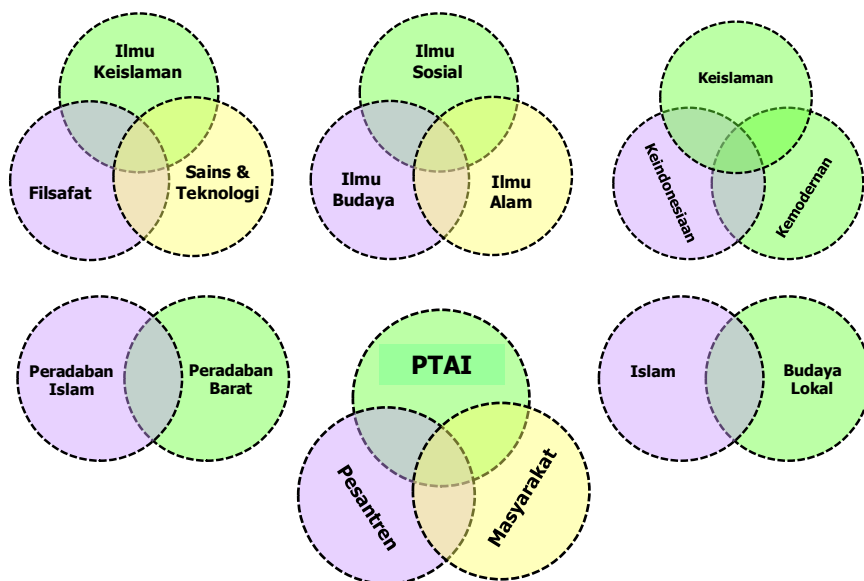 Ilmu
Keislaman
Filsafat
Sains &
Teknologi
Ilmu
Sosial
Ilmu
Budaya
Ilmu
Alam
Keislaman
Keindonesiaan
Kemodernan
Peradaban
Islam
Peradaban
Barat
PTAI
Pesantren
Masyarakat
Islam
Budaya
Lokal